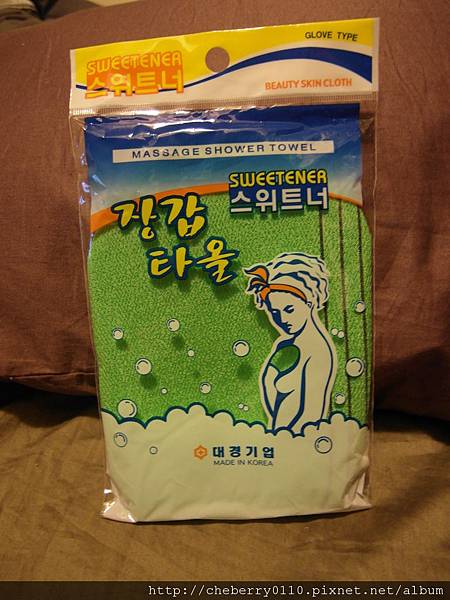 SWEETENER
스위트너
GLOVE TYPE
BEAUTY SKIN CLOTH
MASSAGE SHOWER TOWEL
SWEETENER
스위트너
장갑
타올
대경기업
MADE IN KOREA
http://cheberry0110.pixnet.net/album